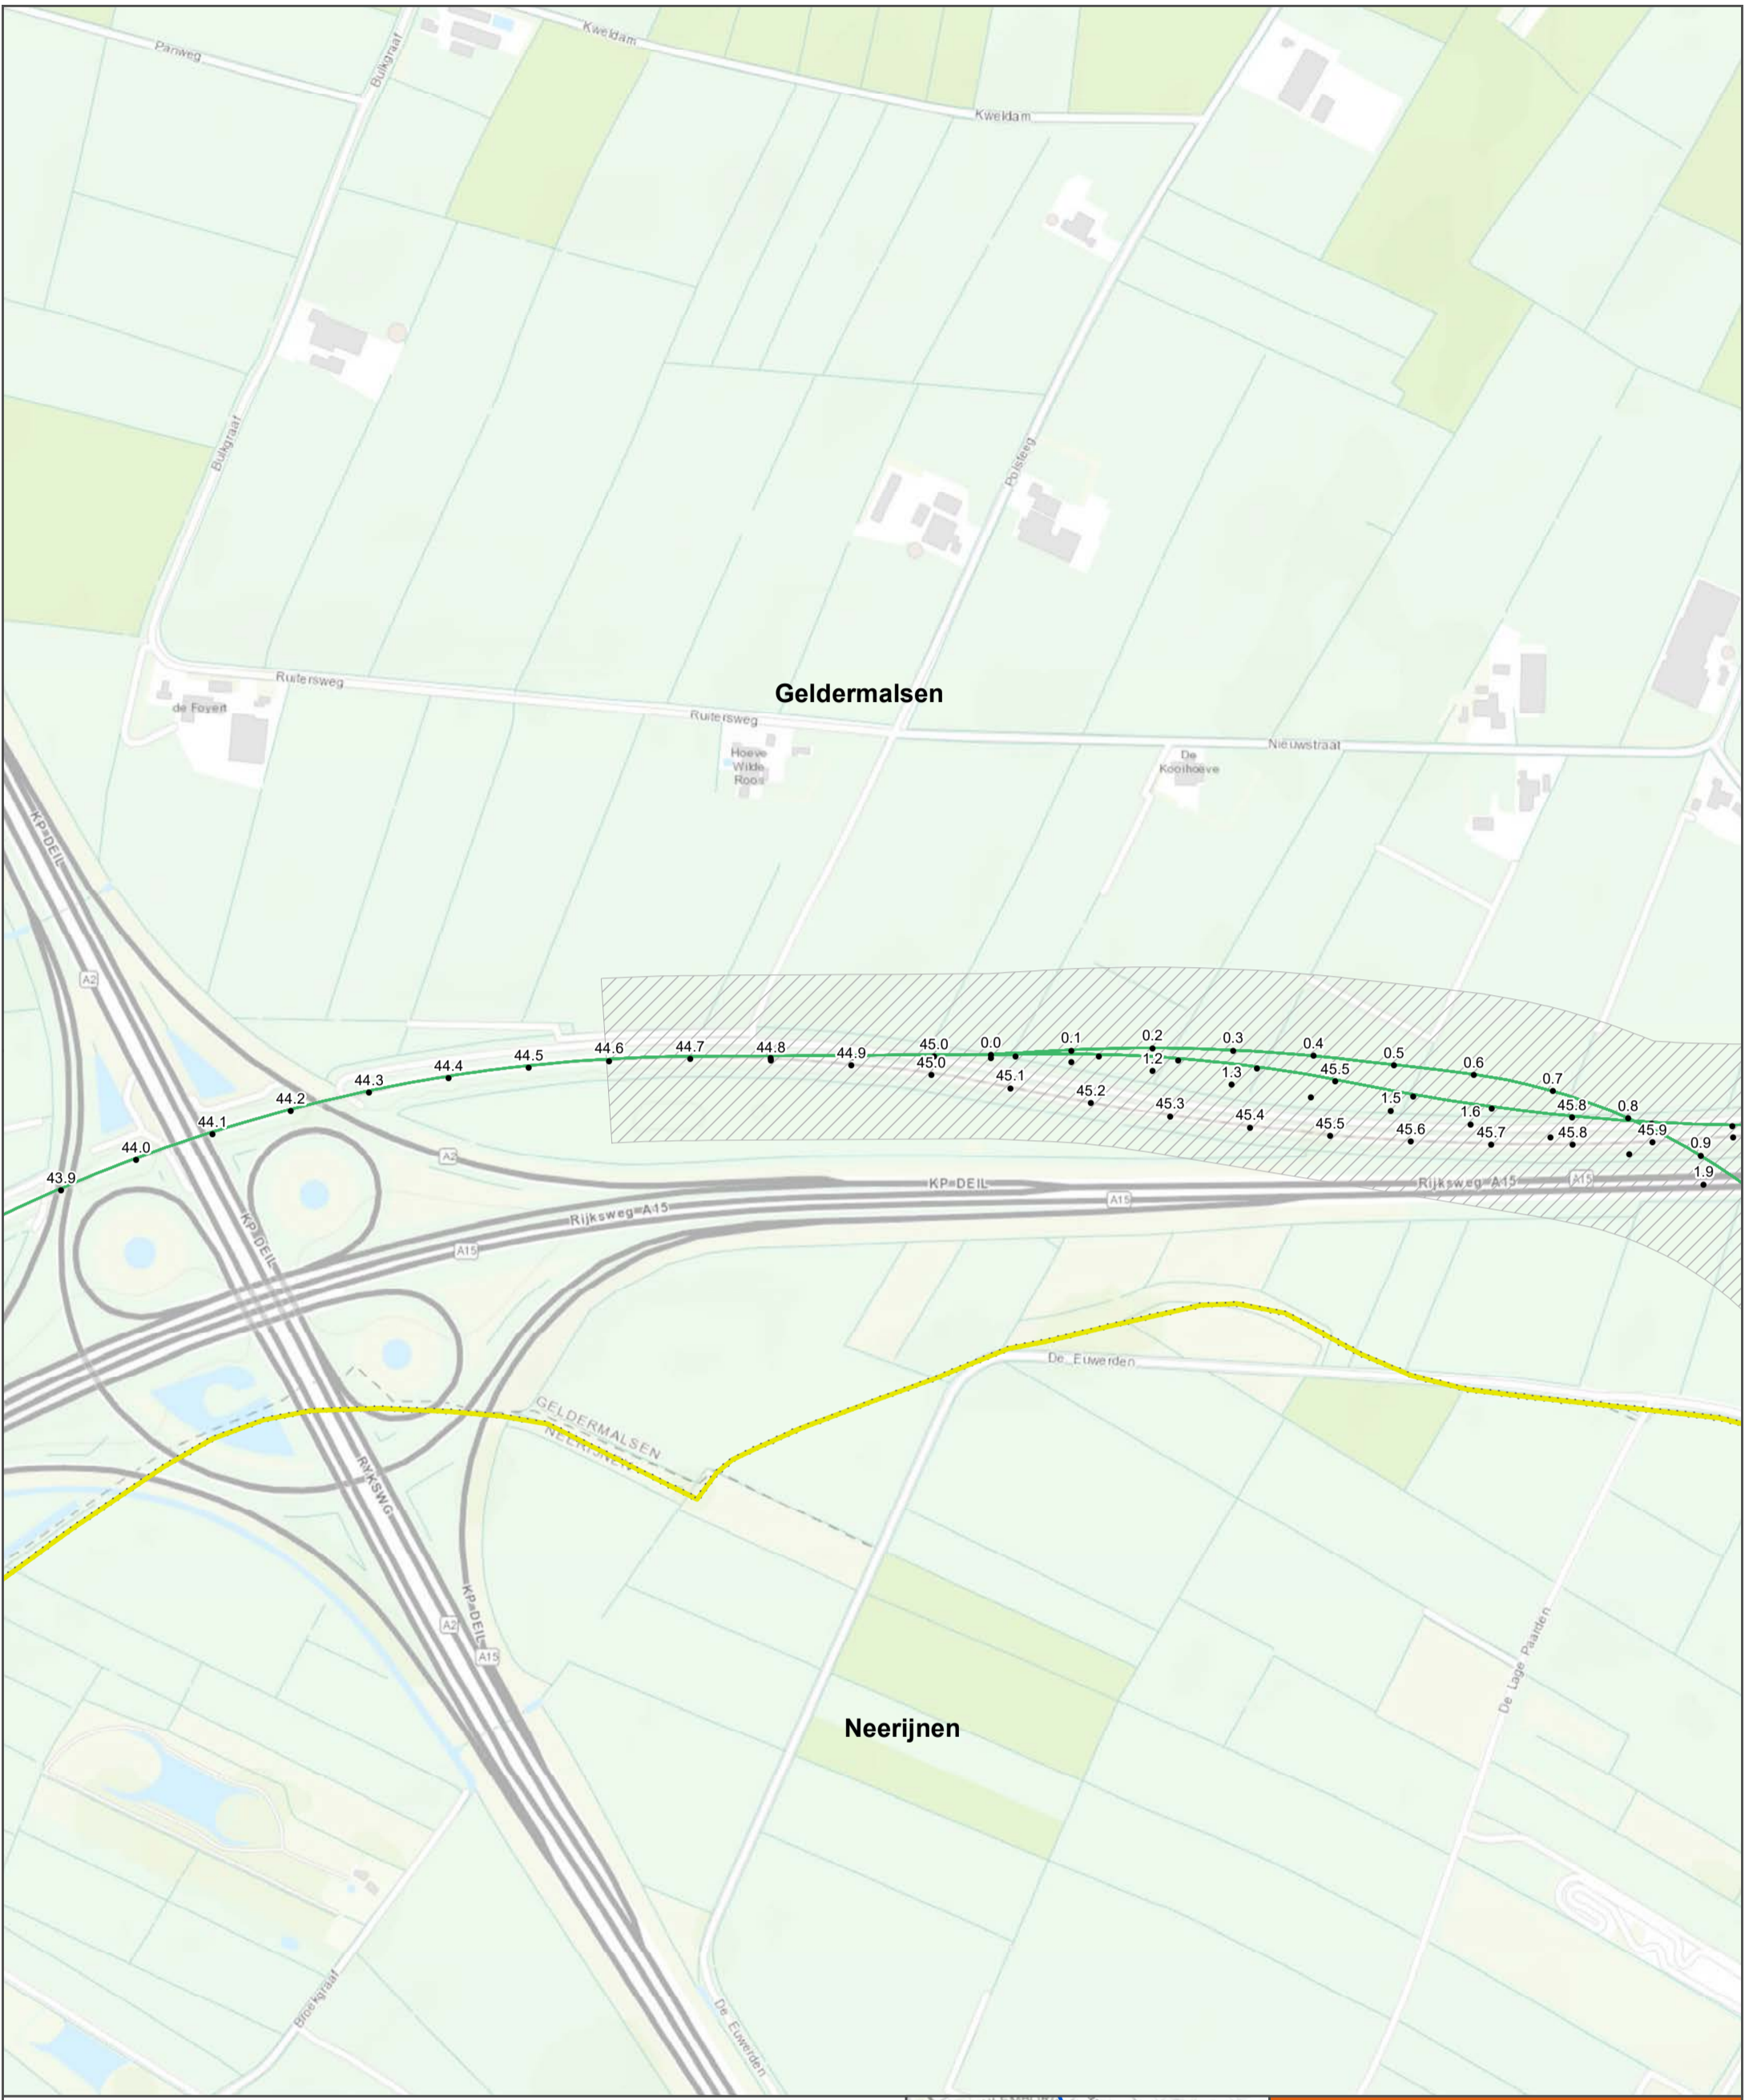 Panweg
Bulkgraaf
Kweldam
Kweldam
Bulkgraaf
Polsteeg
Ruitersweg
de Foyert
Geldermalsen
Ruitersweg
Hoeve
Wilde
Roos
Nieuwstraat
De
Kooihoeve
KP-DEIL
A2
43.9
44.0
44.1
44.2
44.3
44.4
44.5
44.6
44.7
44.8
44.9
45.0
45.0
0.0
0.1
0.2
0.3
0.4
0.5
0.6
0.7
0.8
0.9
1.2
1.3
45.5
1.5
1.6
45.8
45.1
45.2
45.3
45.4
45.5
45.6
45.7
45.8
45.9
1.9
A2
KP-DEIL
A15
Rijksweg A15
A15
Rijksweg A15
A15
KP-DEIL
De Euwerden
GELDERMALSEN
NEERIJNEN
RYKSWG
KP-DEIL
A2
A15
De Lage Paarden
Neerijnen
Broekgraaf
De Euwerden